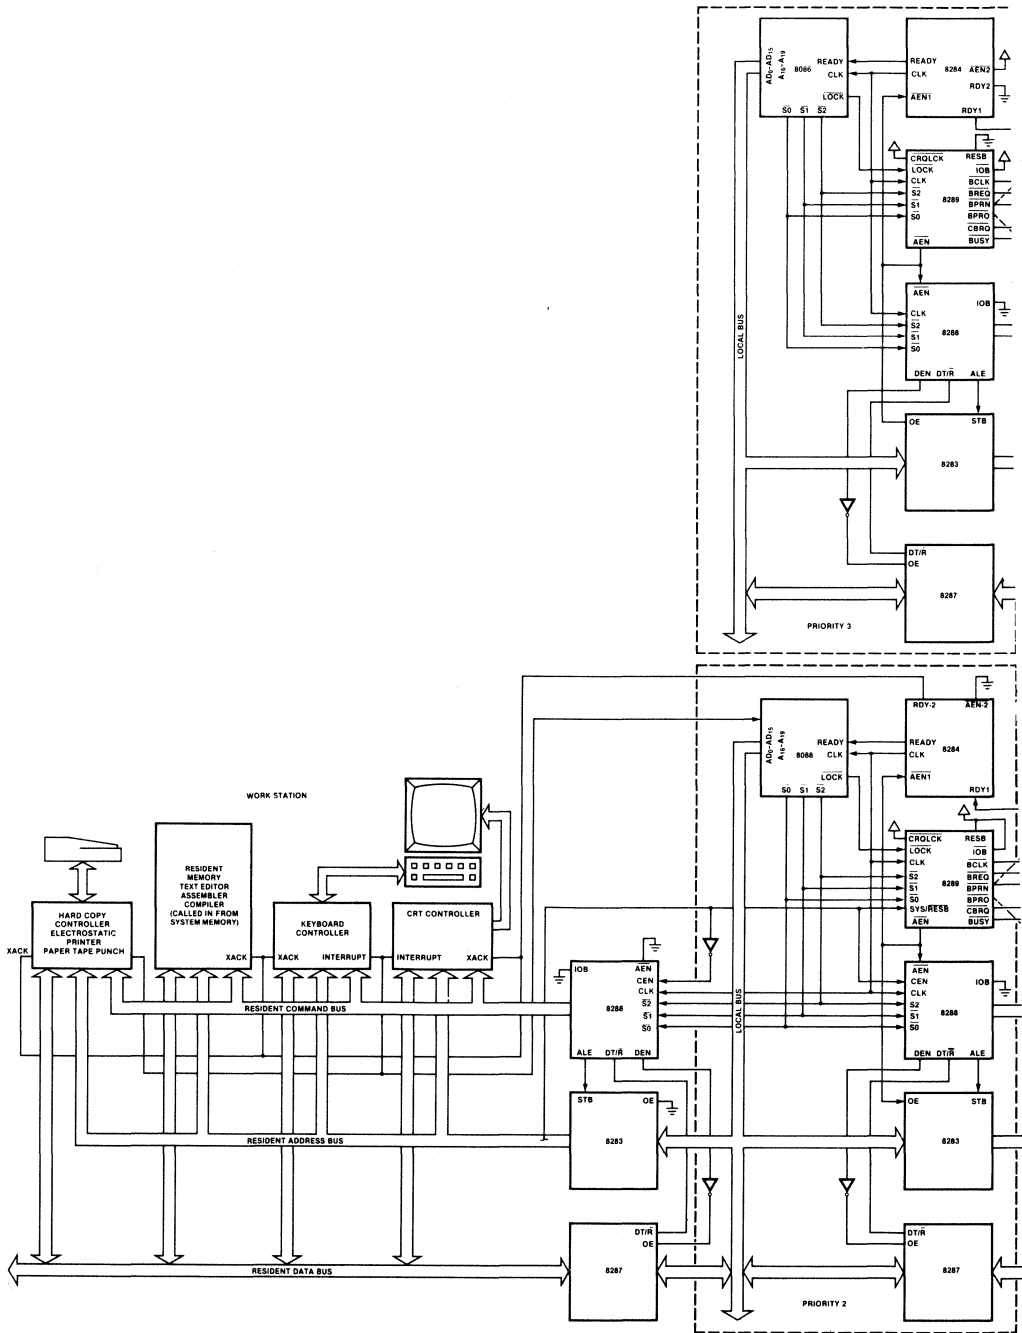 AD0-AD15
A16-A19
8086
READY
CLK
LOCK
S0 S1 S2
READY
CLK
8284
AEN2
RDY2
AEN1
RDY1
CRQLCK
RESB
LOCK
IOB
CLK
BCLK
S2
BREQ
S1
8289
BPRN
S0
BPRO
CBRQ
AEN
BUSY
AEN
IOB
CLK
S2
S1
8288
S0
DEN DT/R ALE
LOCAL BUS
OE
STB
8283
DT/R
OE
8287
PRIORITY 3
RDY-2
AEN-2
AD0-AD15
A16-A19
8088
READY
CLK
LOCK
S0 S1 S2
READY
CLK
8284
AEN1
RDY1
CRQLCK
RESB
LOCK
IOB
CLK
BCLK
S2
BREQ
S1
8289
BPRN
S0
BPRO
SYS/RESB
CBRQ
AEN
BUSY
WORK STATION
RESIDENT
MEMORY
TEXT EDITOR
ASSEMBLER
COMPILER
(CALLED IN FROM
SYSTEM MEMORY)
XACK
HARD COPY
CONTROLLER
ELECTROSTATIC
PRINTER
PAPER TAPE PUNCH
XACK
KEYBOARD
CONTROLLER
XACK INTERRUPT
CRT CONTROLLER
INTERRUPT XACK
RESIDENT COMMAND BUS
IOB
AEN
CEN
CLK
8288
S2
S1
S0
ALE DT/R DEN
LOCAL BUS
AEN
CEN
IOB
CLK
S2
S1
8288
S0
DEN DT/R ALE
STB
OE
8283
RESIDENT ADDRESS BUS
OE
STB
8283
DT/R
OE
8287
RESIDENT DATA BUS
DT/R
OE
8287
PRIORITY 2